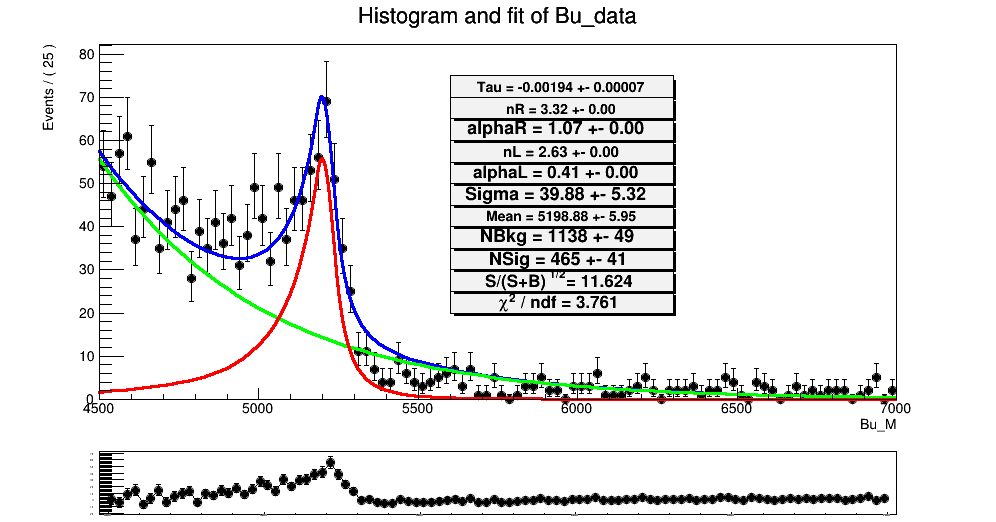 Histogram and fit of Bu_data
Events / ( 25 )
80
70
60
50
40
30
20
10
0
Tau = -0.00194 +- 0.00007
nR = 3.32 +- 0.00
alphaR = 1.07 +- 0.00
nL = 2.63 +- 0.00
alphaL = 0.41 +- 0.00
Sigma = 39.88 +- 5.32
Mean = 5198.88 +- 5.95
NBkg = 1138 +- 49
NSig = 465 +- 41
S/(S+B) ^1/2 = 11.624
χ² / ndf = 3.761
4500 5000 5500 6000 6500 7000
Bu_M